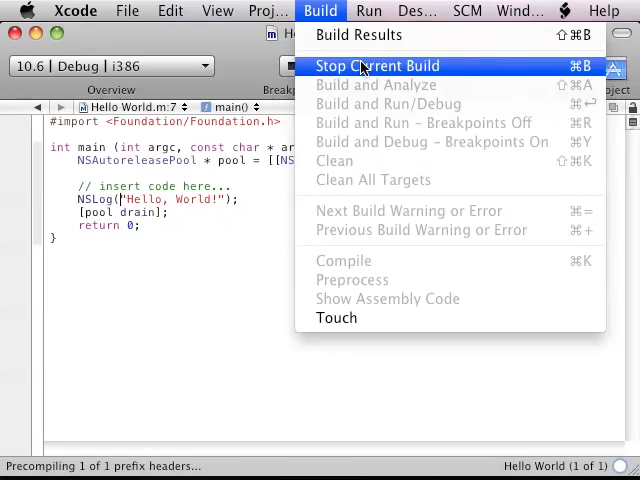 Xcode File Edit View Proj... Build Run Des... SCM Wind... Help
Build Results ⇧⌘B
10.6 | Debug | i386
Stop Current Build ⌘B
Overview
Build and Analyze ⇧⌘A
Build and Run/Debug ⌘↩
Build and Run – Breakpoints Off ⌘R
Build and Debug – Breakpoints On ⌘Y
Clean ⇧⌘K
Clean All Targets
Next Build Warning or Error ⌘=
Previous Build Warning or Error ⌘+
Compile ⌘K
Preprocess
Show Assembly Code
Touch
Hello World.m:7 main()
#import <Foundation/Foundation.h>
int main (int argc, const char * ar
NSAutoreleasePool * pool = [[NS
// insert code here...
NSLog("Hello, World!");
[pool drain];
return 0;
}
Precompiling 1 of 1 prefix headers... Hello World (1 of 1)